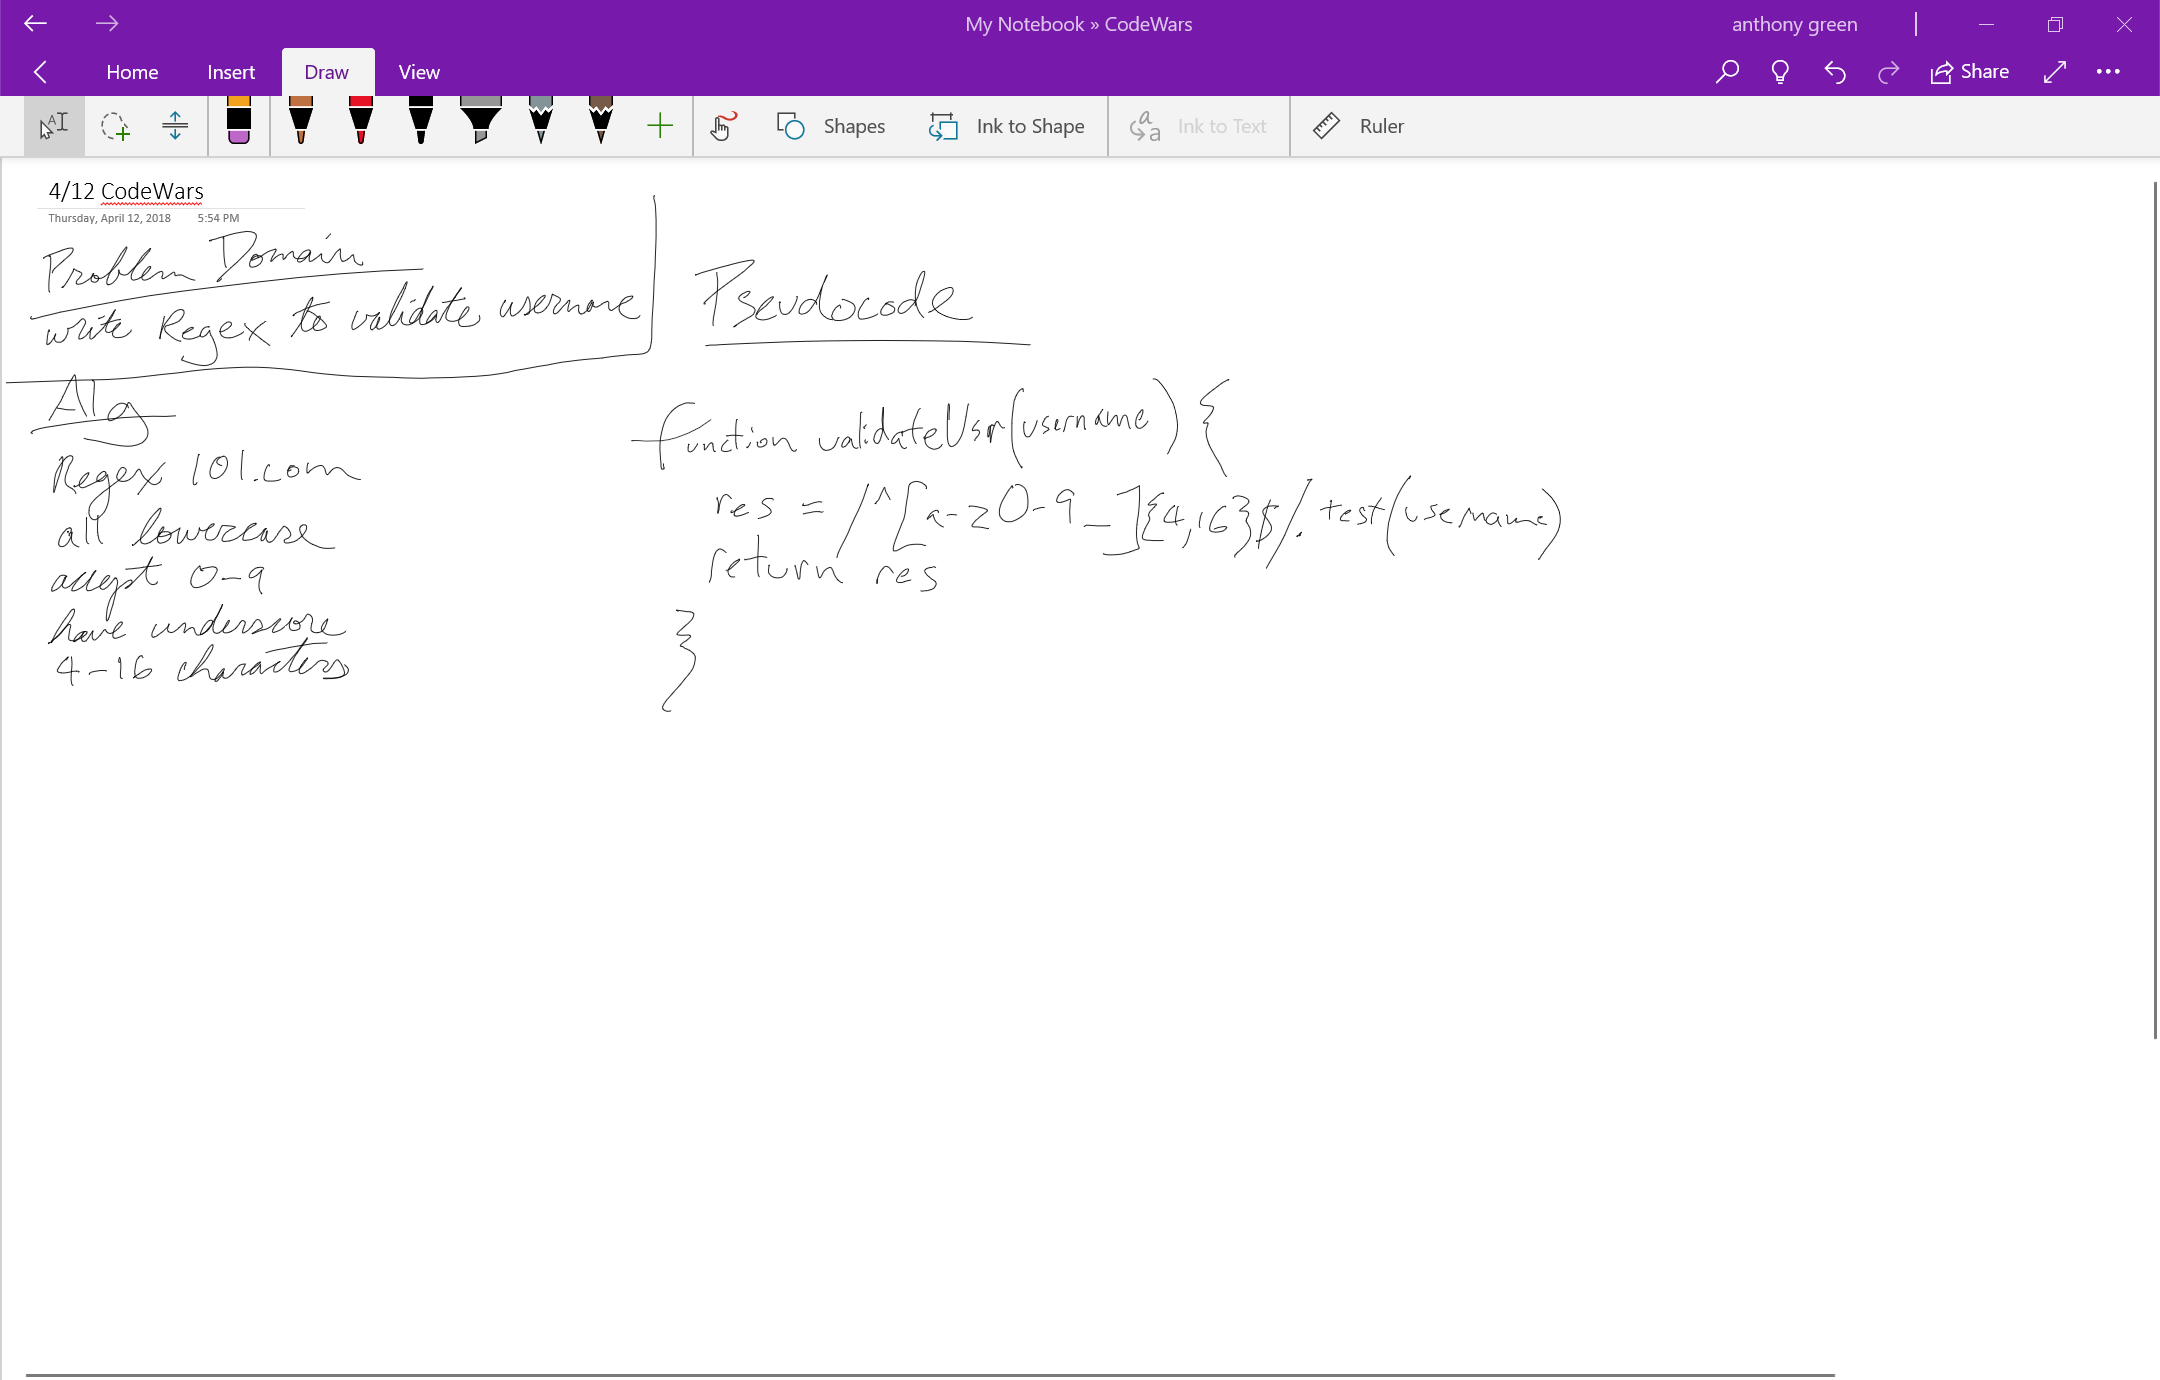 My Notebook » CodeWars
anthony green
Home Insert Draw View
Share
Shapes
Ink to Shape
Ink to Text
Ruler
4/12 CodeWars
Thursday, April 12, 2018 5:54 PM
Problem Domain
write Regex to validate username
Alg
Regex 101.com
all lowercase
accept 0-9
have underscore
4-16 characters
Pseudocode
function validateUsr(username) {
res = /^[a-z0-9_]{4,16}$/.test(username)
return res
}